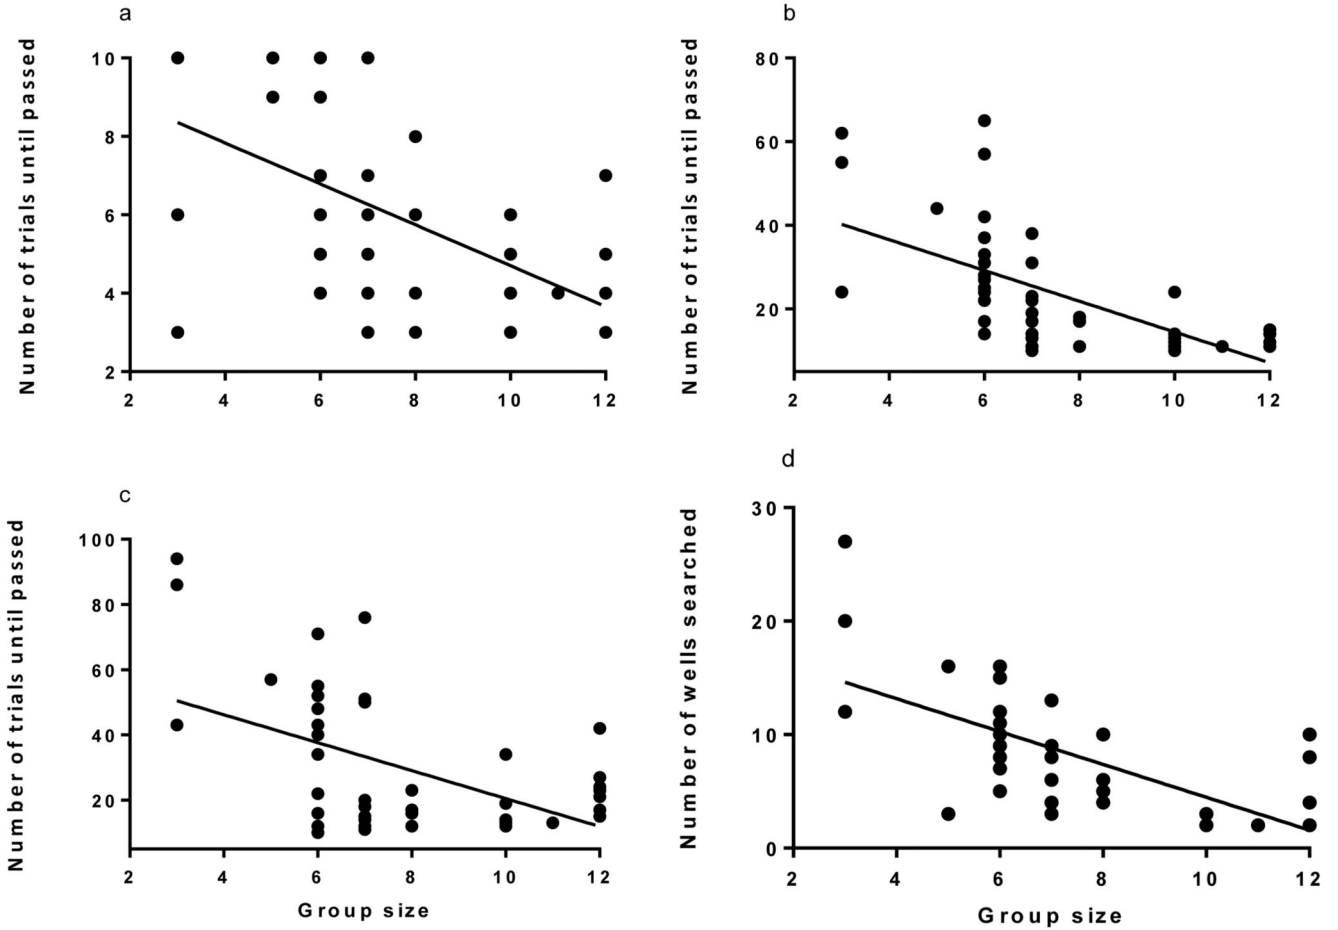 a
Number of trials until passed
10
8
6
4
2
2 4 6 8 10 12
b
Number of trials until passed
80
60
40
20
2 4 6 8 10 12
c
Number of trials until passed
100
80
60
40
20
2 4 6 8 10 12
Group size
d
Number of wells searched
30
20
10
0
2 4 6 8 10 12
Group size